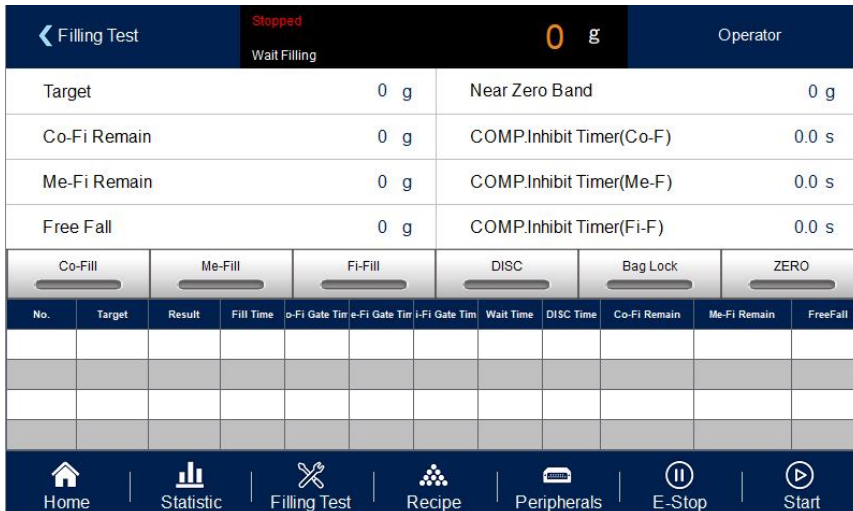 Filling Test
Stopped
Wait Filling
0 g
Operator
Target 0 g Near Zero Band 0 g
Co-Fi Remain 0 g COMP.Inhibit Timer(Co-F) 0.0 s
Me-Fi Remain 0 g COMP.Inhibit Timer(Me-F) 0.0 s
Free Fall 0 g COMP.Inhibit Timer(Fi-F) 0.0 s
Co-Fill Me-Fill Fi-Fill DISC Bag Lock ZERO
No. Target Result Fill Time o-Fi Gate Tim e-Fi Gate Tim i-Fi Gate Tim Wait Time DISC Time Co-Fi Remain Me-Fi Remain FreeFall
Home Statistic Filling Test Recipe Peripherals E-Stop Start